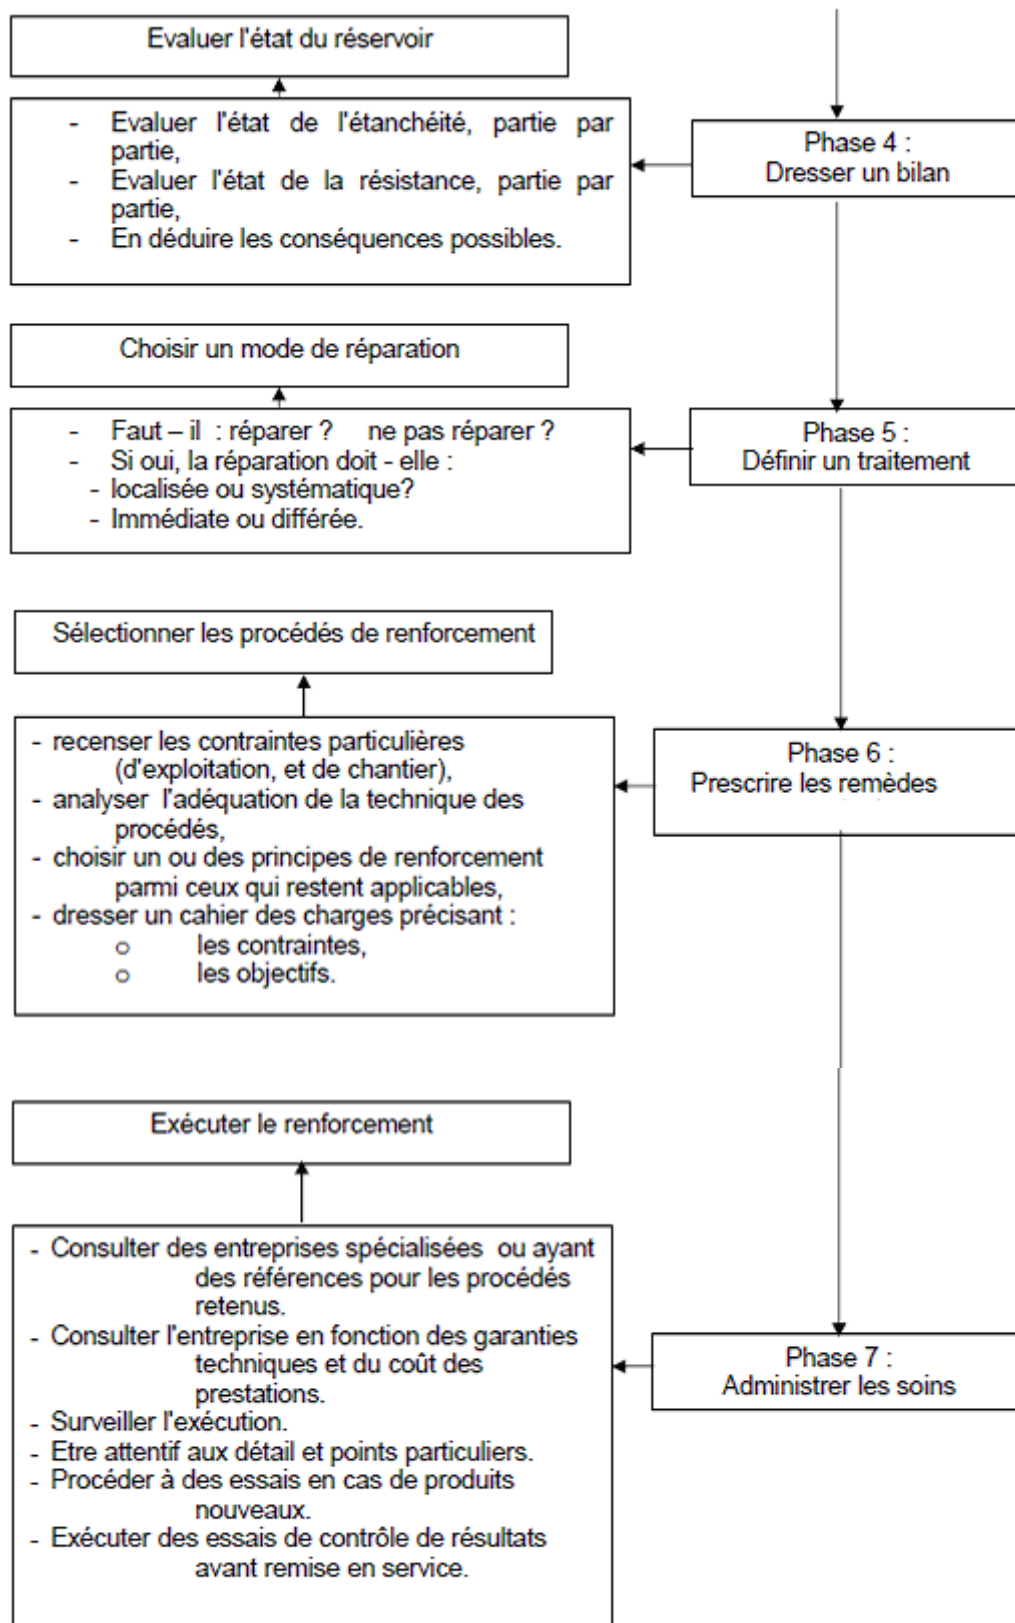 Evaluer l'état du réservoir
- Evaluer l'état de l'étanchéité, partie par
partie,
- Evaluer l'état de la résistance, partie par
partie,
- En déduire les conséquences possibles.
Phase 4 :
Dresser un bilan
Choisir un mode de réparation
- Faut – il : réparer ? ne pas réparer ?
- Si oui, la réparation doit - elle :
- localisée ou systématique?
- Immédiate ou différée.
Phase 5 :
Définir un traitement
Sélectionner les procédés de renforcement
- recenser les contraintes particulières
(d'exploitation, et de chantier),
- analyser l'adéquation de la technique des
procédés,
- choisir un ou des principes de renforcement
parmi ceux qui restent applicables,
- dresser un cahier des charges précisant :
o les contraintes,
o les objectifs.
Phase 6 :
Prescrire les remèdes
Exécuter le renforcement
- Consulter des entreprises spécialisées ou ayant
des références pour les procédés
retenus.
- Consulter l'entreprise en fonction des garanties
techniques et du coût des
prestations.
- Surveiller l'exécution.
- Etre attentif aux détail et points particuliers.
- Procéder à des essais en cas de produits
nouveaux.
- Exécuter des essais de contrôle de résultats
avant remise en service.
Phase 7 :
Administrer les soins